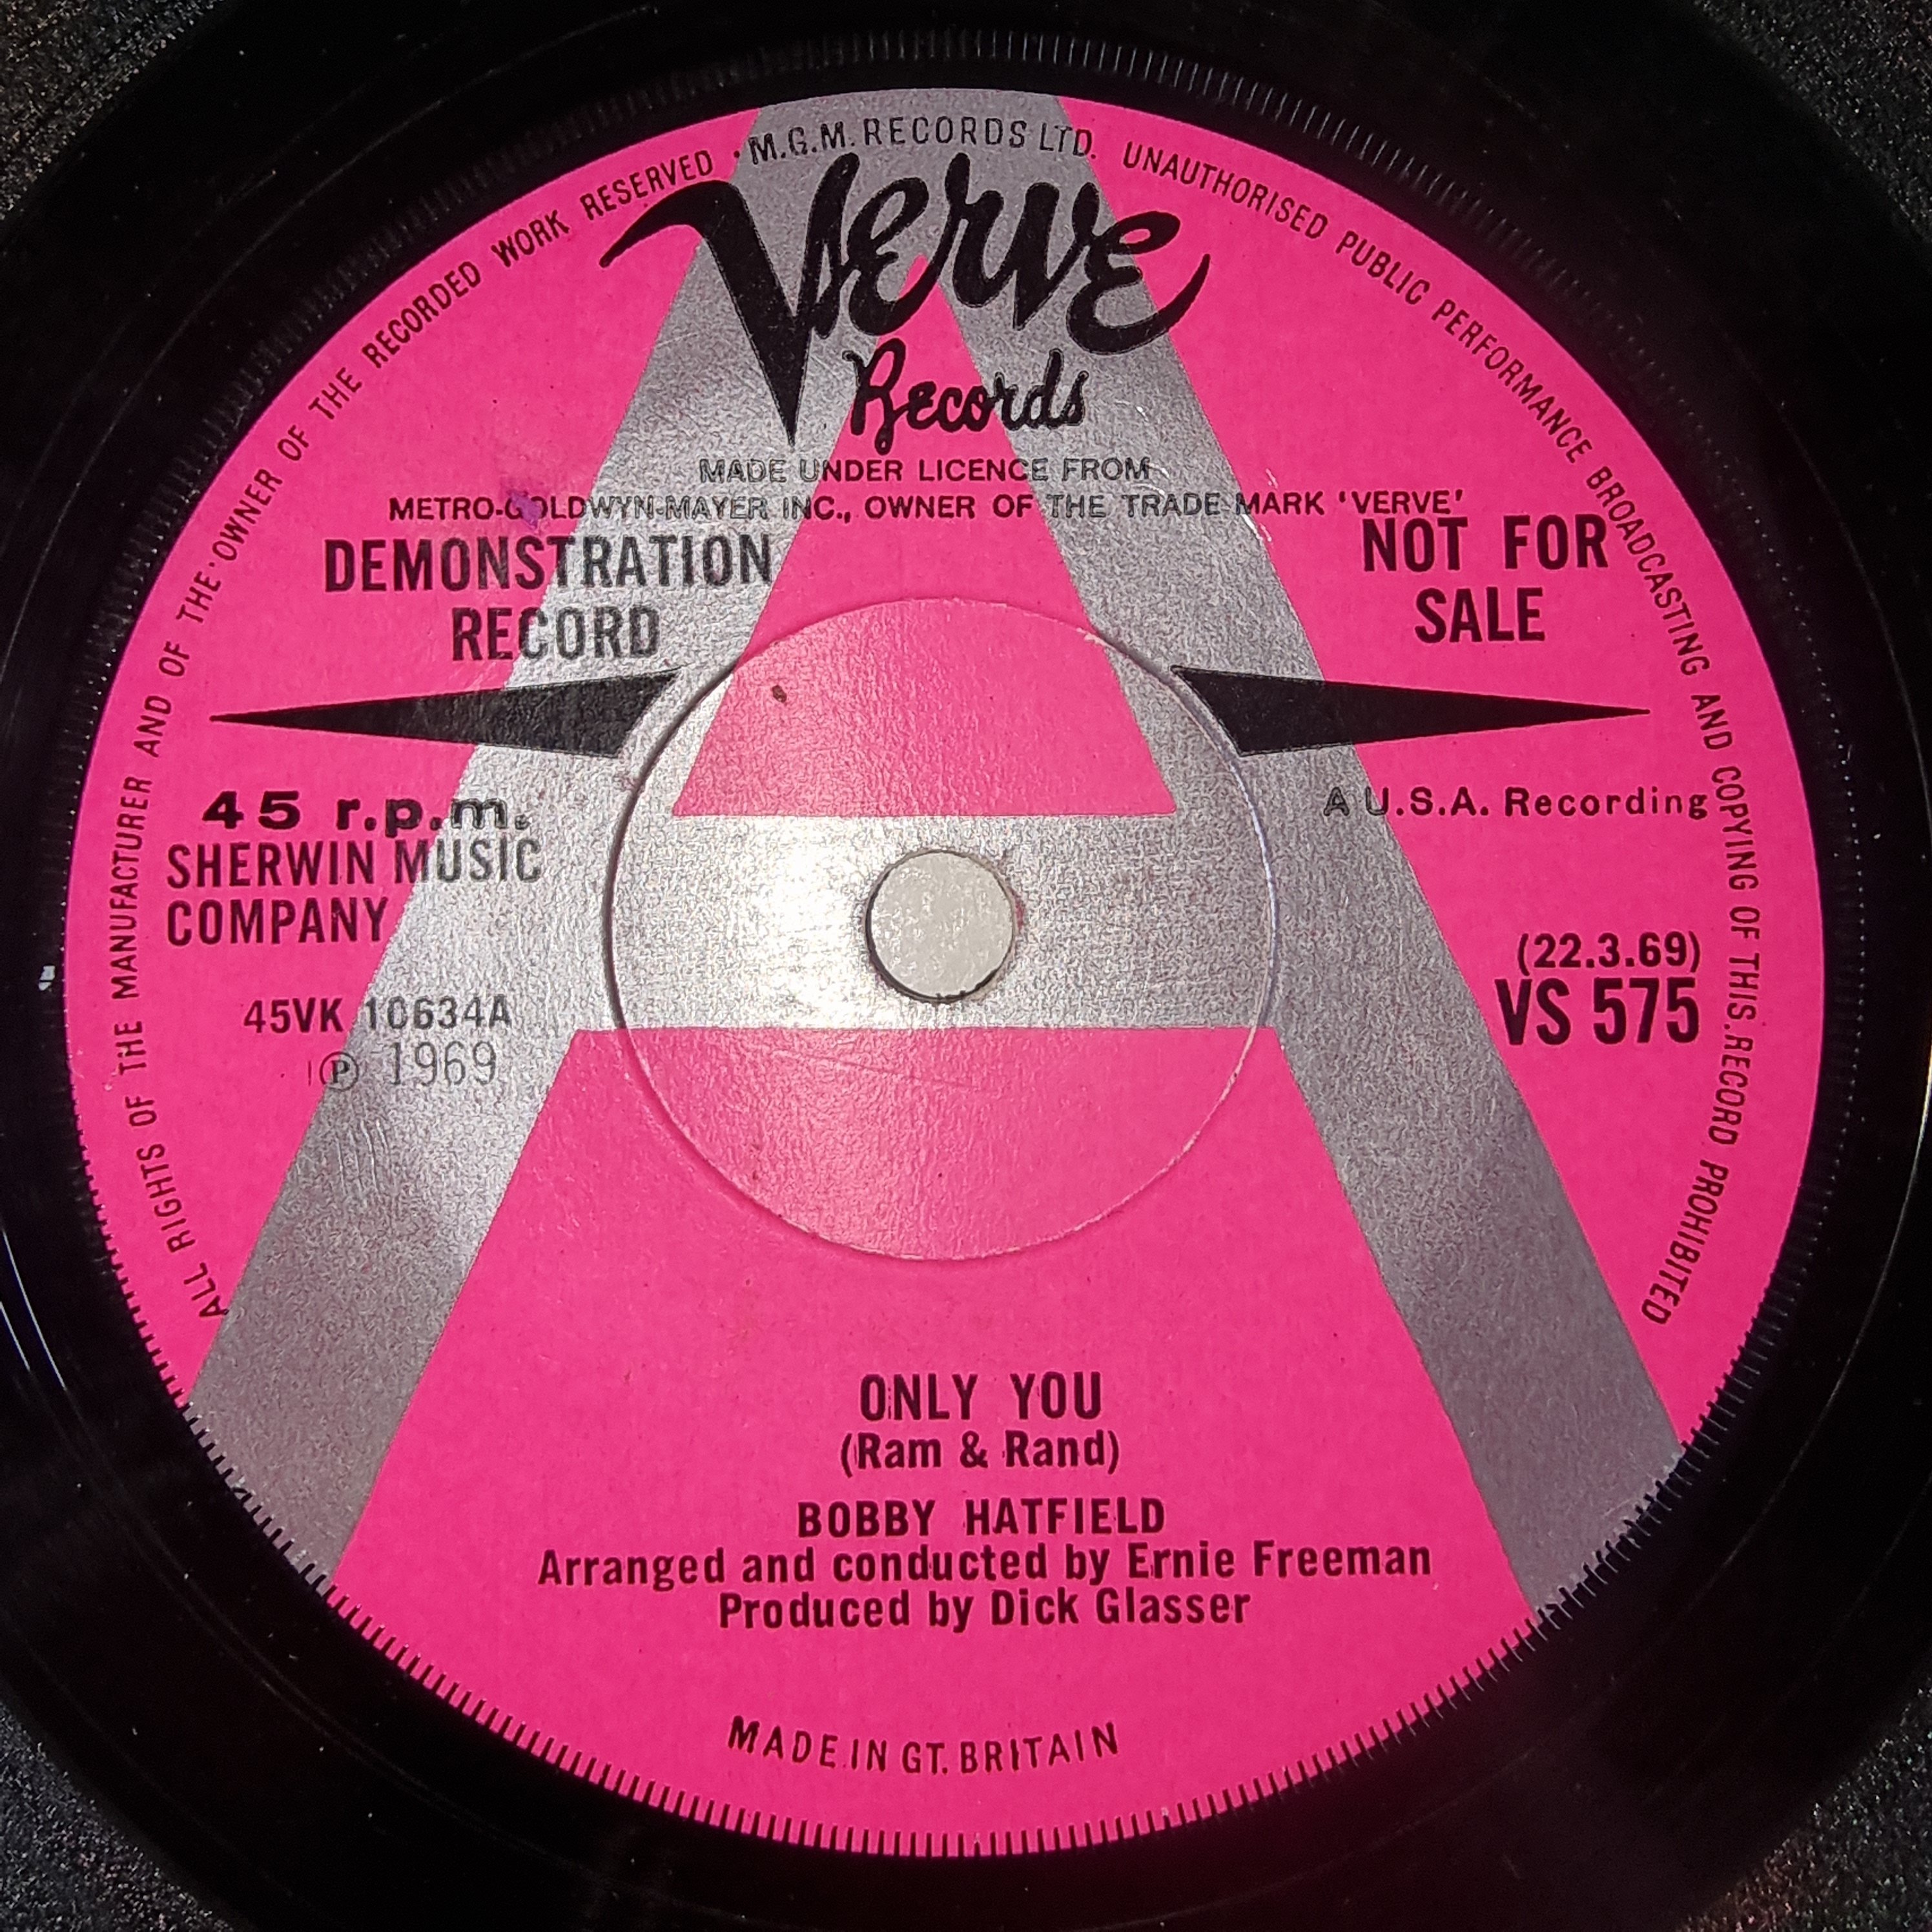 ALL RIGHTS OF THE MANUFACTURER AND OF THE OWNER OF THE RECORDED WORK RESERVED · M.G.M. RECORDS LTD. UNAUTHORISED PUBLIC PERFORMANCE BROADCASTING AND COPYING OF THIS RECORD PROHIBITED
Verve
Records
MADE UNDER LICENCE FROM
METRO-GOLDWYN-MAYER INC., OWNER OF THE TRADE MARK 'VERVE'
DEMONSTRATION
RECORD
NOT FOR
SALE
A
45 r.p.m.
SHERWIN MUSIC
COMPANY
45VK 10634A
℗ 1969
A U.S.A. Recording
(22.3.69)
VS 575
ONLY YOU
(Ram & Rand)
BOBBY HATFIELD
Arranged and conducted by Ernie Freeman
Produced by Dick Glasser
MADE IN GT. BRITAIN